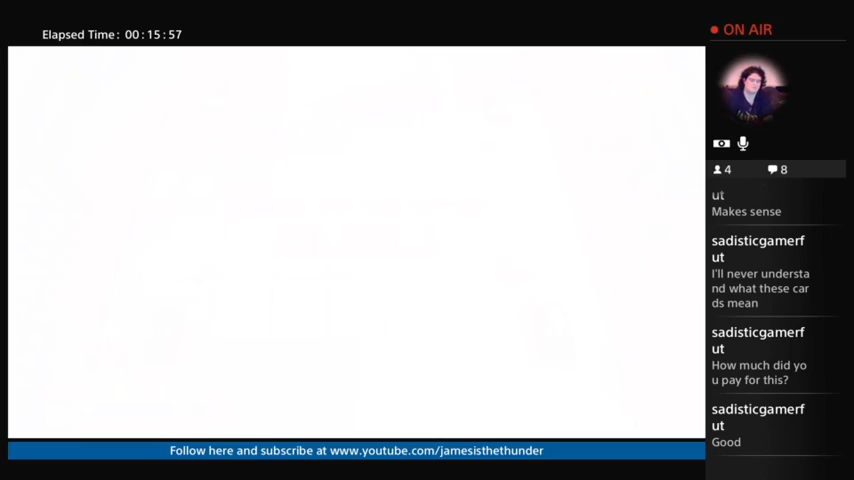 Elapsed Time: 00:15:57
ON AIR
4
8
ut
Makes sense
sadisticgamerf
ut
I'll never understa
nd what these car
ds mean
sadisticgamerf
ut
How much did yo
u pay for this?
sadisticgamerf
ut
Good
Follow here and subscribe at www.youtube.com/jamesisthethunder